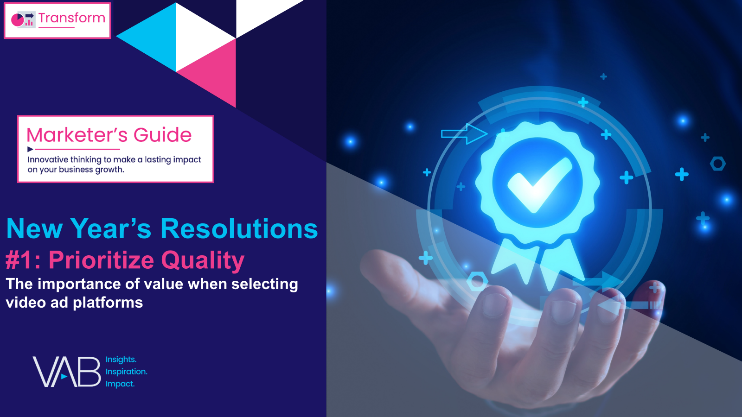 Transform
Marketer's Guide
Innovative thinking to make a lasting impact
on your business growth.
New Year's Resolutions
#1: Prioritize Quality
The importance of value when selecting
video ad platforms
VAB
Insights.
Inspiration.
Impact.